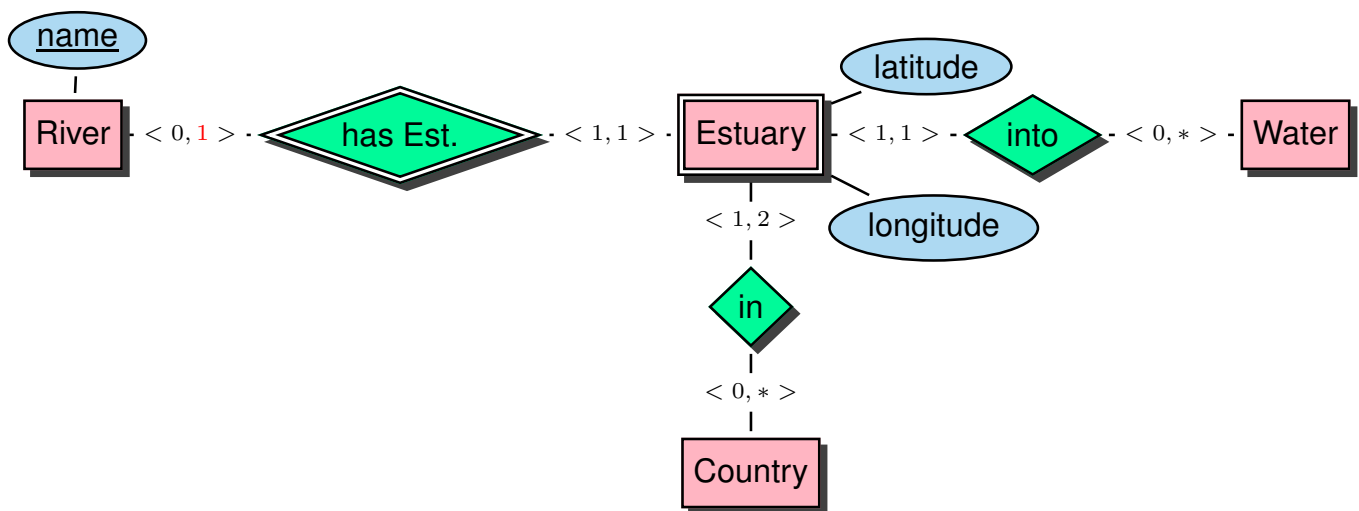 name
latitude
River < 0, 1 > has Est. < 1, 1 > Estuary < 1, 1 > into < 0, * > Water
< 1, 2 > longitude
in
< 0, * >
Country